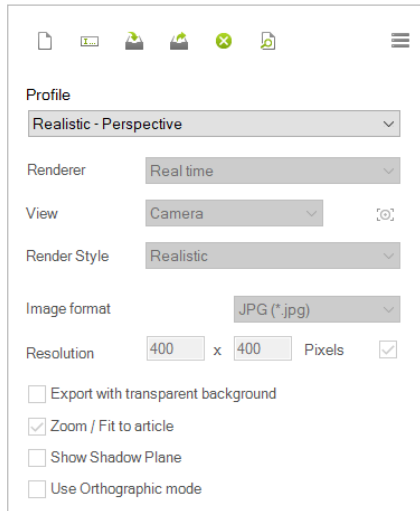 Profile
Realistic - Perspective
Renderer Real time
View Camera
Render Style Realistic
Image format JPG (*.jpg)
Resolution 400 x 400 Pixels
Export with transparent background
Zoom / Fit to article
Show Shadow Plane
Use Orthographic mode